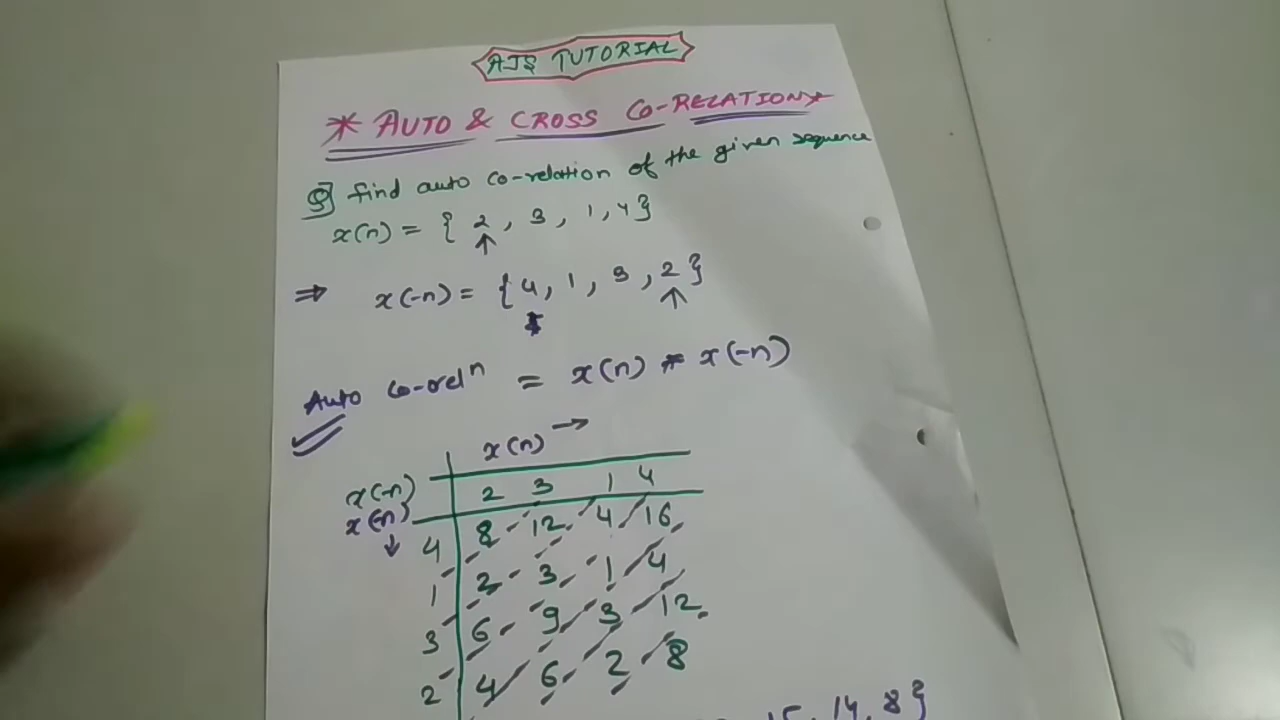 AJS TUTORIAL
* AUTO & CROSS CO-RELATION *
Q] find auto co-relation of the given sequence
x(n) = { 2, 3, 1, 4 }
↑
⇒ x(-n) = { 4, 1, 3, 2 }
↑
Auto co-reln = x(n) * x(-n)
x(n) →
x(-n) 2 3 1 4
x(-n)
↓
4 8 12 4 16
1 2 3 1 4
3 6 9 3 12
2 4 6 2 8
15, 14, 8 }